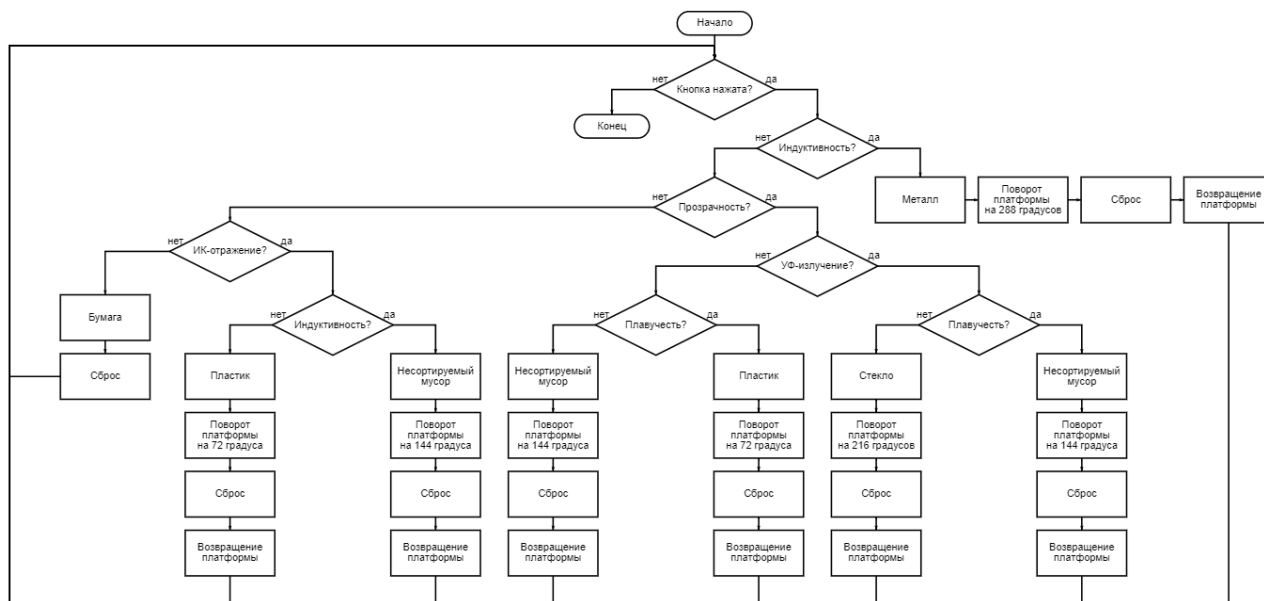 Начало
нет
да
Кнопка нажата?
Конец
нет
да
Индуктивность?
нет
да
Прозрачность?
Металл
Поворот
платформы
на 288 градусов
Сброс
Возвращение
платформы
нет
да
ИК-отражение?
нет
да
УФ-излучение?
Бумага
Сброс
нет
да
Индуктивность?
нет
да
Плавучесть?
нет
да
Плавучесть?
Пластик
Несортируемый
мусор
Несортируемый
мусор
Пластик
Стекло
Несортируемый
мусор
Поворот
платформы
на 72 градуса
Поворот
платформы
на 144 градуса
Поворот
платформы
на 144 градуса
Поворот
платформы
на 72 градуса
Поворот
платформы
на 216 градусов
Поворот
платформы
на 144 градуса
Сброс
Сброс
Сброс
Сброс
Сброс
Сброс
Возвращение
платформы
Возвращение
платформы
Возвращение
платформы
Возвращение
платформы
Возвращение
платформы
Возвращение
платформы